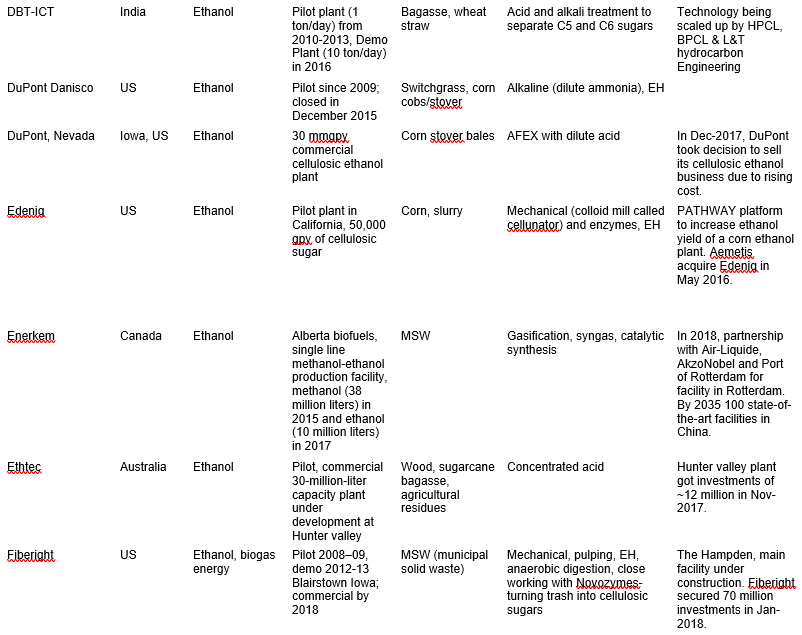 DBT-ICT India Ethanol Pilot plant (1 Bagasse, wheat Acid and alkali treatment to Technology being
ton/day) from straw separate C5 and C6 sugars scaled up by HPCL,
2010-2013, Demo BPCL & L&T
Plant (10 ton/day) hydrocarbon
in 2016 Engineering
DuPont Danisco US Ethanol Pilot since 2009; Switchgrass, corn Alkaline (dilute ammonia), EH
closed in cobs/stover
December 2015
DuPont, Nevada Iowa, US Ethanol 30 mmgpy Corn stover bales AFEX with dilute acid In Dec-2017, DuPont
commercial took decision to sell
cellulosic ethanol its cellulosic ethanol
plant business due to rising
cost.
Edeniq US Ethanol Pilot plant in Corn, slurry Mechanical (colloid mill called PATHWAY platform
California, 50,000 cellunator) and enzymes, EH to increase ethanol
gpy of cellulosic yield of a corn ethanol
sugar plant. Aemetis
acquire Edeniq in
May 2016.
Enerkem Canada Ethanol Alberta biofuels, MSW Gasification, syngas, catalytic In 2018, partnership
single line synthesis with Air-Liquide,
methanol-ethanol AkzoNobel and Port
production facility, of Rotterdam for
methanol (38 facility in Rotterdam.
million liters) in By 2035 100 state-of-
2015 and ethanol the-art facilities in
(10 million liters) China.
in 2017
Ethtec Australia Ethanol Pilot, commercial Wood, sugarcane Concentrated acid Hunter valley plant
30-million-liter bagasse, got investments of
capacity plant agricultural ~12 million in Nov-
under residues 2017.
development at
Hunter valley
Fiberight US Ethanol, biogas Pilot 2008–09, MSW (municipal Mechanical, pulping, EH, The Hampden, main
energy demo 2012-13 solid waste) anaerobic digestion, close facility under
Blairstown Iowa; working with Novozymes- construction. Fiberight
commercial by turning trash into cellulosic secured 70 million
2018 sugars investments in Jan-
2018.